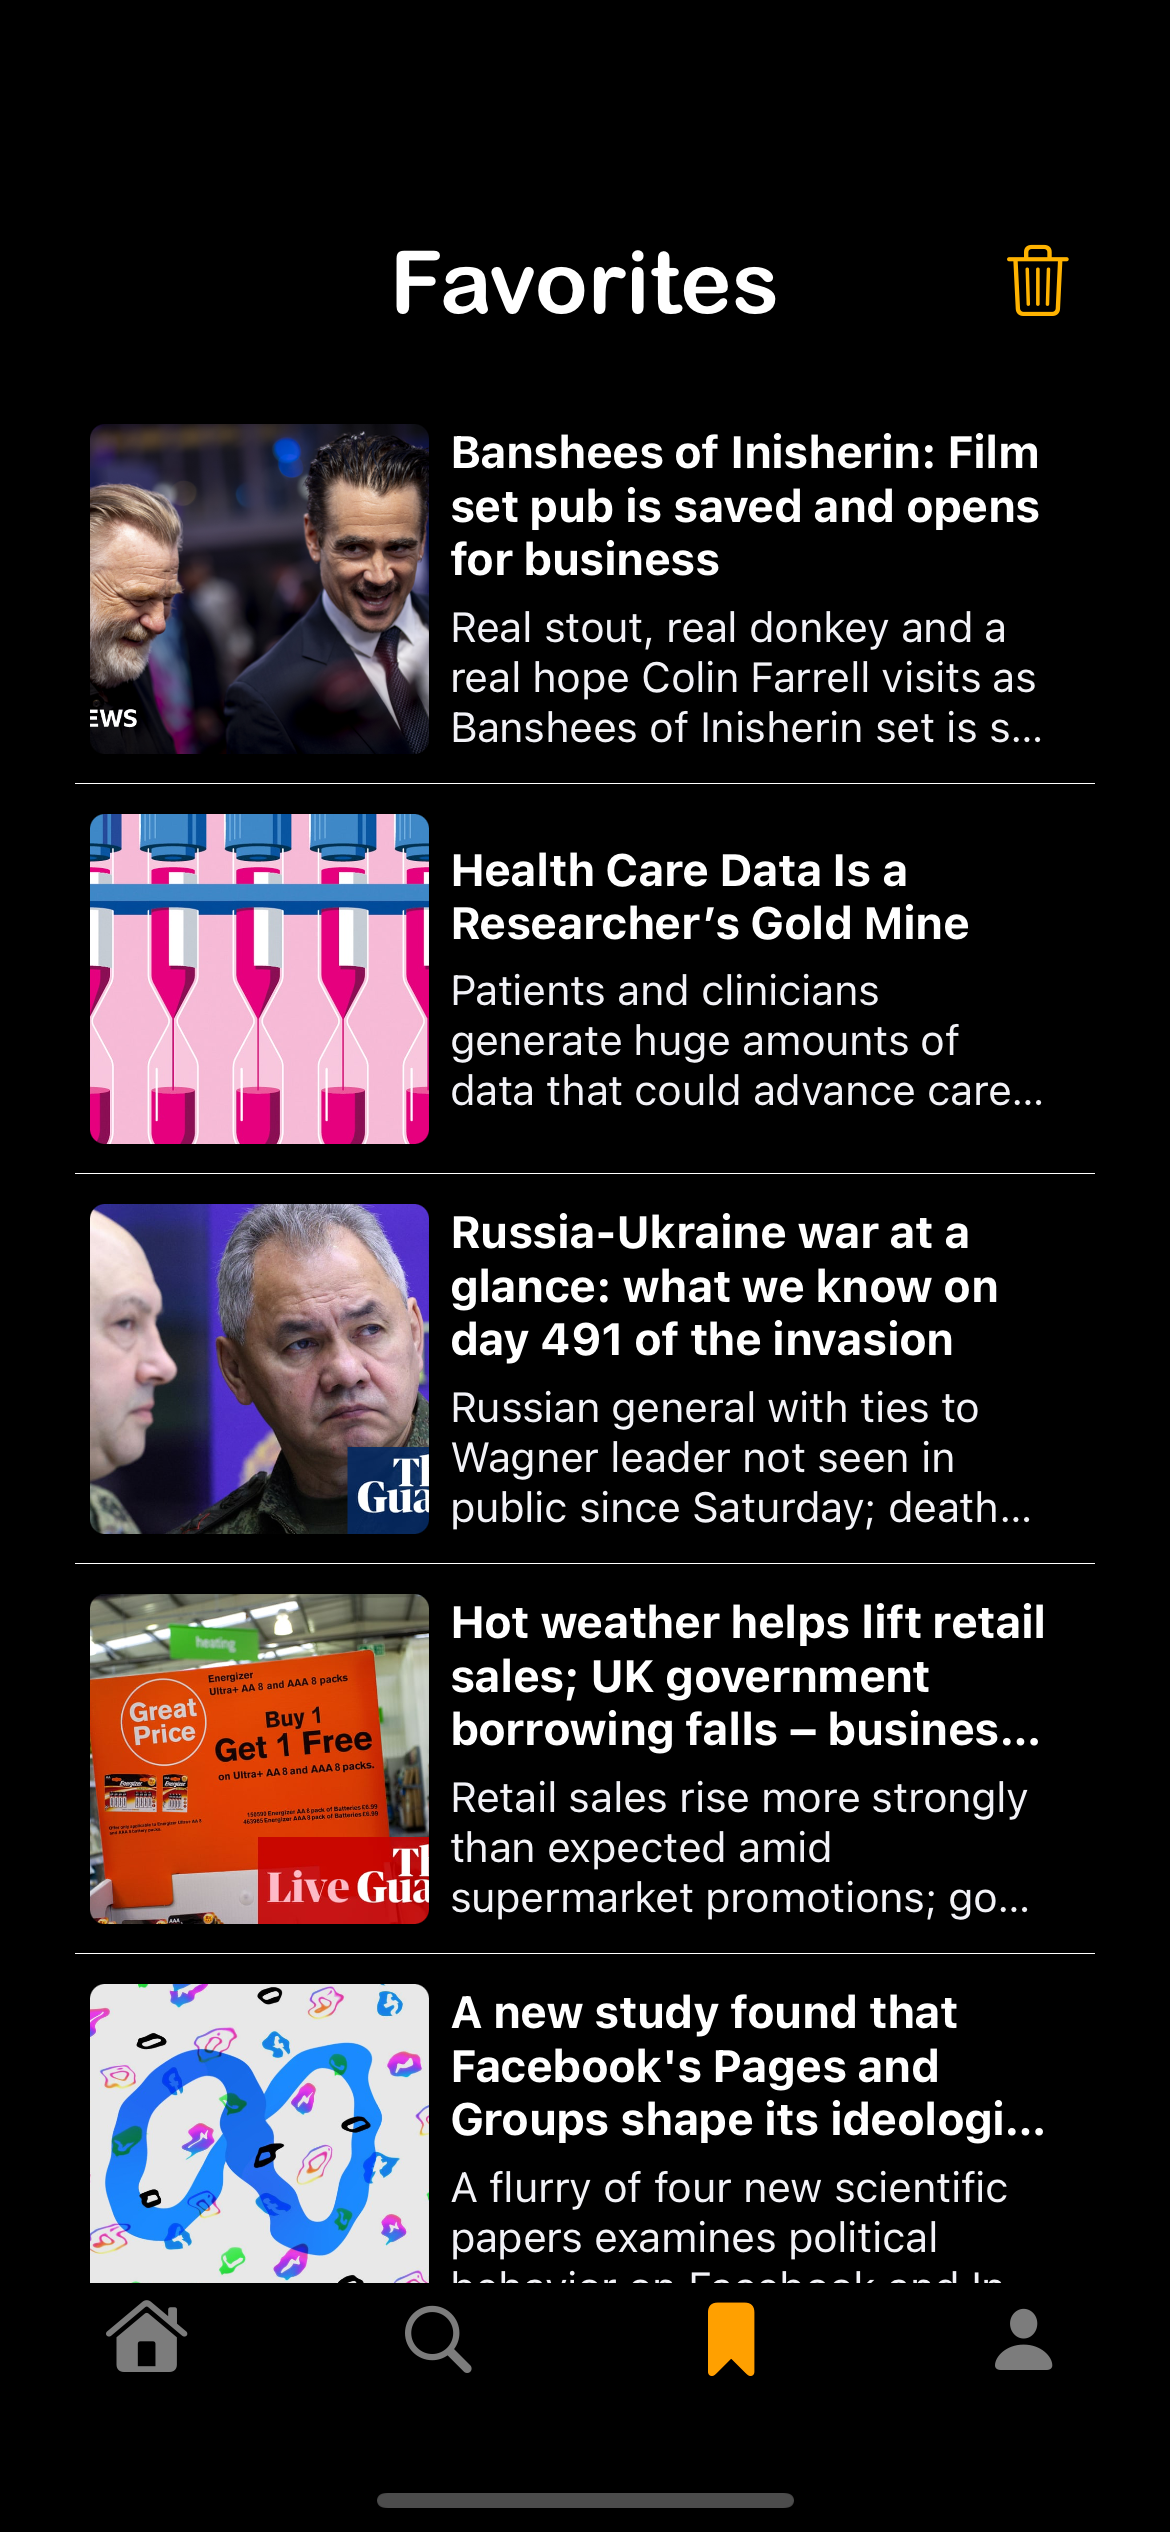 Favorites
Banshees of Inisherin: Film
set pub is saved and opens
for business
Real stout, real donkey and a
real hope Colin Farrell visits as
Banshees of Inisherin set is s...
EWS
Health Care Data Is a
Researcher’s Gold Mine
Patients and clinicians
generate huge amounts of
data that could advance care...
Russia-Ukraine war at a
glance: what we know on
day 491 of the invasion
Russian general with ties to
Wagner leader not seen in
public since Saturday; death...
Th
Gua
Hot weather helps lift retail
sales; UK government
borrowing falls – busines...
Retail sales rise more strongly
than expected amid
supermarket promotions; go...
heating
Energizer
Ultra+ AA 8 and AAA 8 packs
Great
Price
Buy 1
Get 1 Free
on Ultra+ AA 8 and AAA 8 packs.
Th
Live Gua
A new study found that
Facebook's Pages and
Groups shape its ideologi...
A flurry of four new scientific
papers examines political
behavior on Facebook and In